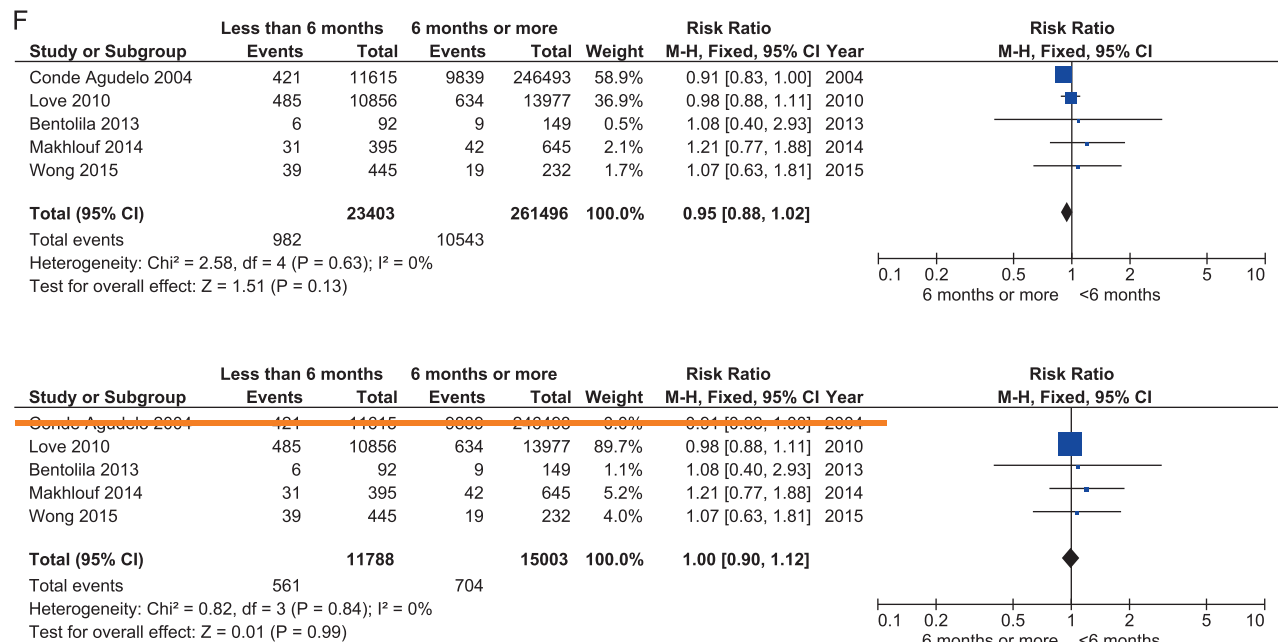 F
Less than 6 months 6 months or more Risk Ratio Risk Ratio
Study or Subgroup Events Total Events Total Weight M-H, Fixed, 95% CI Year M-H, Fixed, 95% CI
Conde Agudelo 2004 421 11615 9839 246493 58.9% 0.91 [0.83, 1.00] 2004
Love 2010 485 10856 634 13977 36.9% 0.98 [0.88, 1.11] 2010
Bentolila 2013 6 92 9 149 0.5% 1.08 [0.40, 2.93] 2013
Makhlouf 2014 31 395 42 645 2.1% 1.21 [0.77, 1.88] 2014
Wong 2015 39 445 19 232 1.7% 1.07 [0.63, 1.81] 2015
Total (95% CI) 23403 261496 100.0% 0.95 [0.88, 1.02]
Total events 982 10543
Heterogeneity: Chi² = 2.58, df = 4 (P = 0.63); I² = 0%
Test for overall effect: Z = 1.51 (P = 0.13)
0.1 0.2 0.5 1 2 5 10
6 months or more <6 months
Less than 6 months 6 months or more Risk Ratio Risk Ratio
Study or Subgroup Events Total Events Total Weight M-H, Fixed, 95% CI Year M-H, Fixed, 95% CI
Conde Agudelo 2004 421 11615 2004
Love 2010 485 10856 634 13977 89.7% 0.98 [0.88, 1.11] 2010
Bentolila 2013 6 92 9 149 1.1% 1.08 [0.40, 2.93] 2013
Makhlouf 2014 31 395 42 645 5.2% 1.21 [0.77, 1.88] 2014
Wong 2015 39 445 19 232 4.0% 1.07 [0.63, 1.81] 2015
Total (95% CI) 11788 15003 100.0% 1.00 [0.90, 1.12]
Total events 561 704
Heterogeneity: Chi² = 0.82, df = 3 (P = 0.84); I² = 0%
Test for overall effect: Z = 0.01 (P = 0.99)
0.1 0.2 0.5 1 2 5 10
6 months or more <6 months